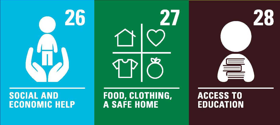 26
SOCIAL AND
ECONOMIC HELP
27
FOOD, CLOTHING,
A SAFE HOME
28
ACCESS TO
EDUCATION